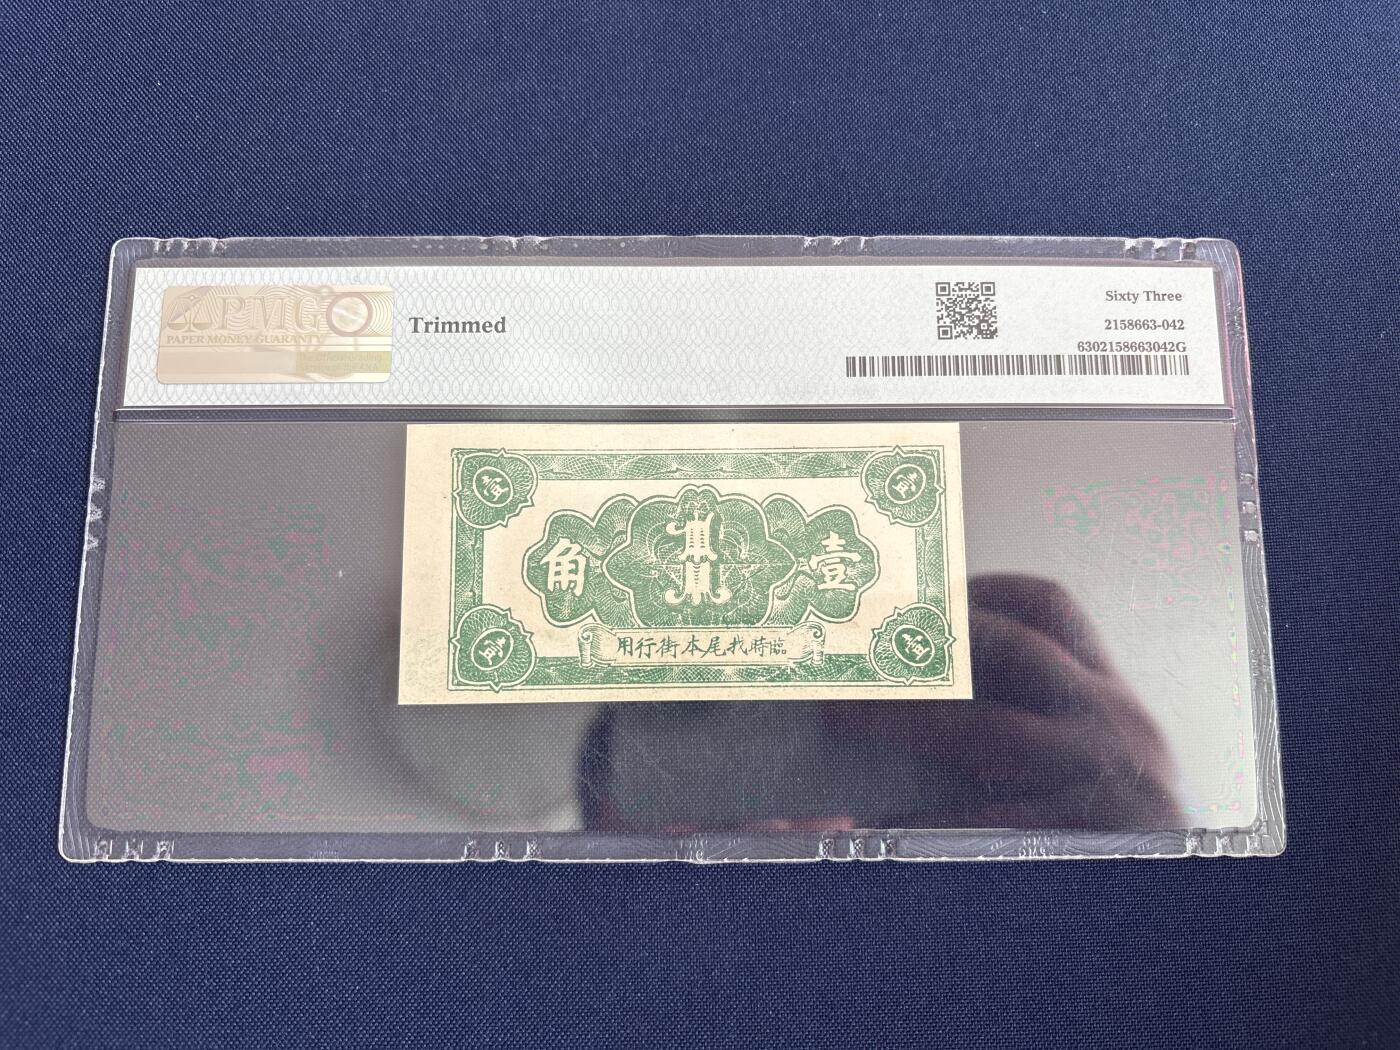 PMG
PAPER MONEY GUARANTY
Trimmed
Sixty Three
2158663-042
6302158663042G
壹
壹
角
1
壹
用行街本尾找時臨
壹
壹